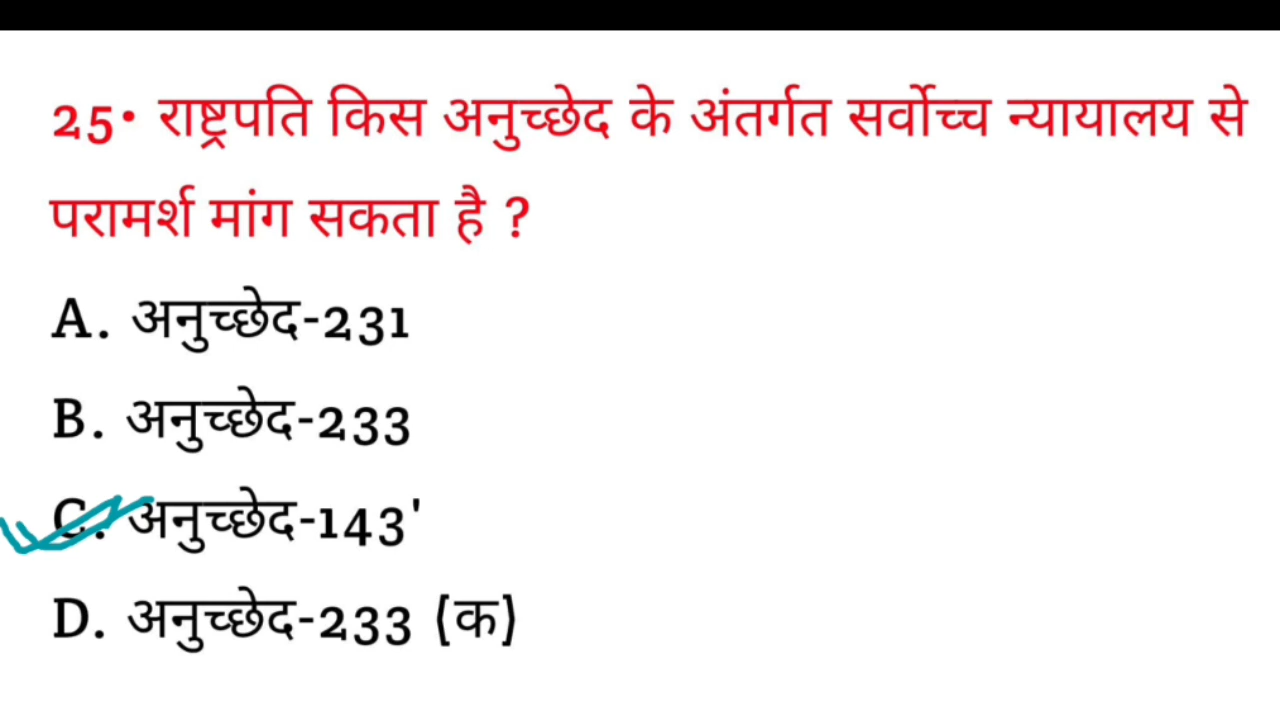 25• राष्ट्रपति किस अनुच्छेद के अंतर्गत सर्वोच्च न्यायालय से
परामर्श मांग सकता है ?
A. अनुच्छेद-231
B. अनुच्छेद-233
C. अनुच्छेद-143'
D. अनुच्छेद-233 (क)